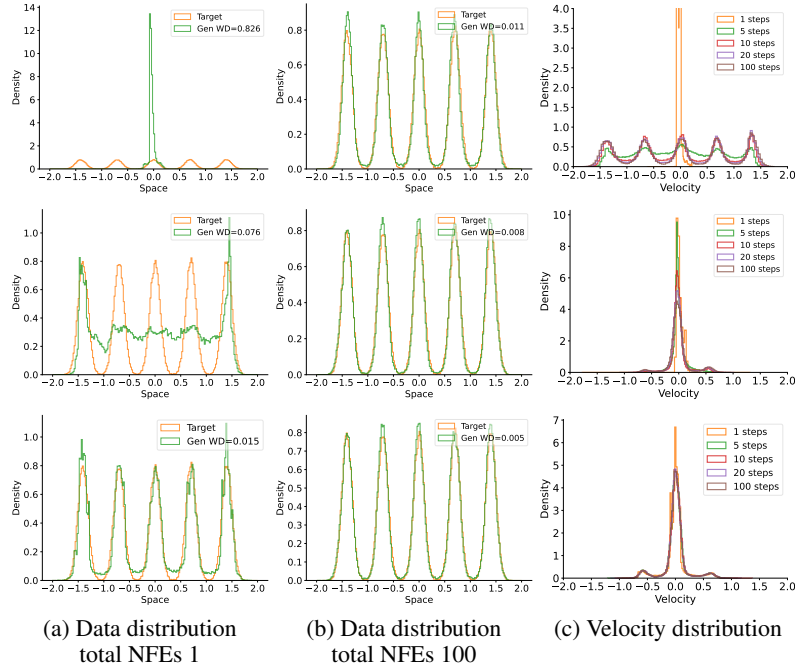 14
12
10
8
6
4
2
0
Density
−2.0 −1.5 −1.0 −0.5 0.0 0.5 1.0 1.5 2.0
Space
Target
Gen WD=0.826
0.8
0.6
0.4
0.2
0.0
Density
−2.0 −1.5 −1.0 −0.5 0.0 0.5 1.0 1.5 2.0
Space
Target
Gen WD=0.011
4.0
3.5
3.0
2.5
2.0
1.5
1.0
0.5
0.0
Density
−2.0 −1.5 −1.0 −0.5 0.0 0.5 1.0 1.5 2.0
Velocity
1 steps
5 steps
10 steps
20 steps
100 steps
1.0
0.8
0.6
0.4
0.2
0.0
Density
−2.0 −1.5 −1.0 −0.5 0.0 0.5 1.0 1.5 2.0
Space
Target
Gen WD=0.076
0.8
0.6
0.4
0.2
0.0
Density
−2.0 −1.5 −1.0 −0.5 0.0 0.5 1.0 1.5 2.0
Space
Target
Gen WD=0.008
10
8
6
4
2
0
Density
−2.0 −1.5 −1.0 −0.5 0.0 0.5 1.0 1.5 2.0
Velocity
1 steps
5 steps
10 steps
20 steps
100 steps
1.0
0.8
0.6
0.4
0.2
0.0
Density
−2.0 −1.5 −1.0 −0.5 0.0 0.5 1.0 1.5 2.0
Space
Target
Gen WD=0.015
0.8
0.7
0.6
0.5
0.4
0.3
0.2
0.1
0.0
Density
−2.0 −1.5 −1.0 −0.5 0.0 0.5 1.0 1.5 2.0
Space
Target
Gen WD=0.005
7
6
5
4
3
2
1
0
Density
−2.0 −1.5 −1.0 −0.5 0.0 0.5 1.0 1.5 2.0
Velocity
1 steps
5 steps
10 steps
20 steps
100 steps
(a) Data distribution
total NFEs 1
(b) Data distribution
total NFEs 100
(c) Velocity distribution